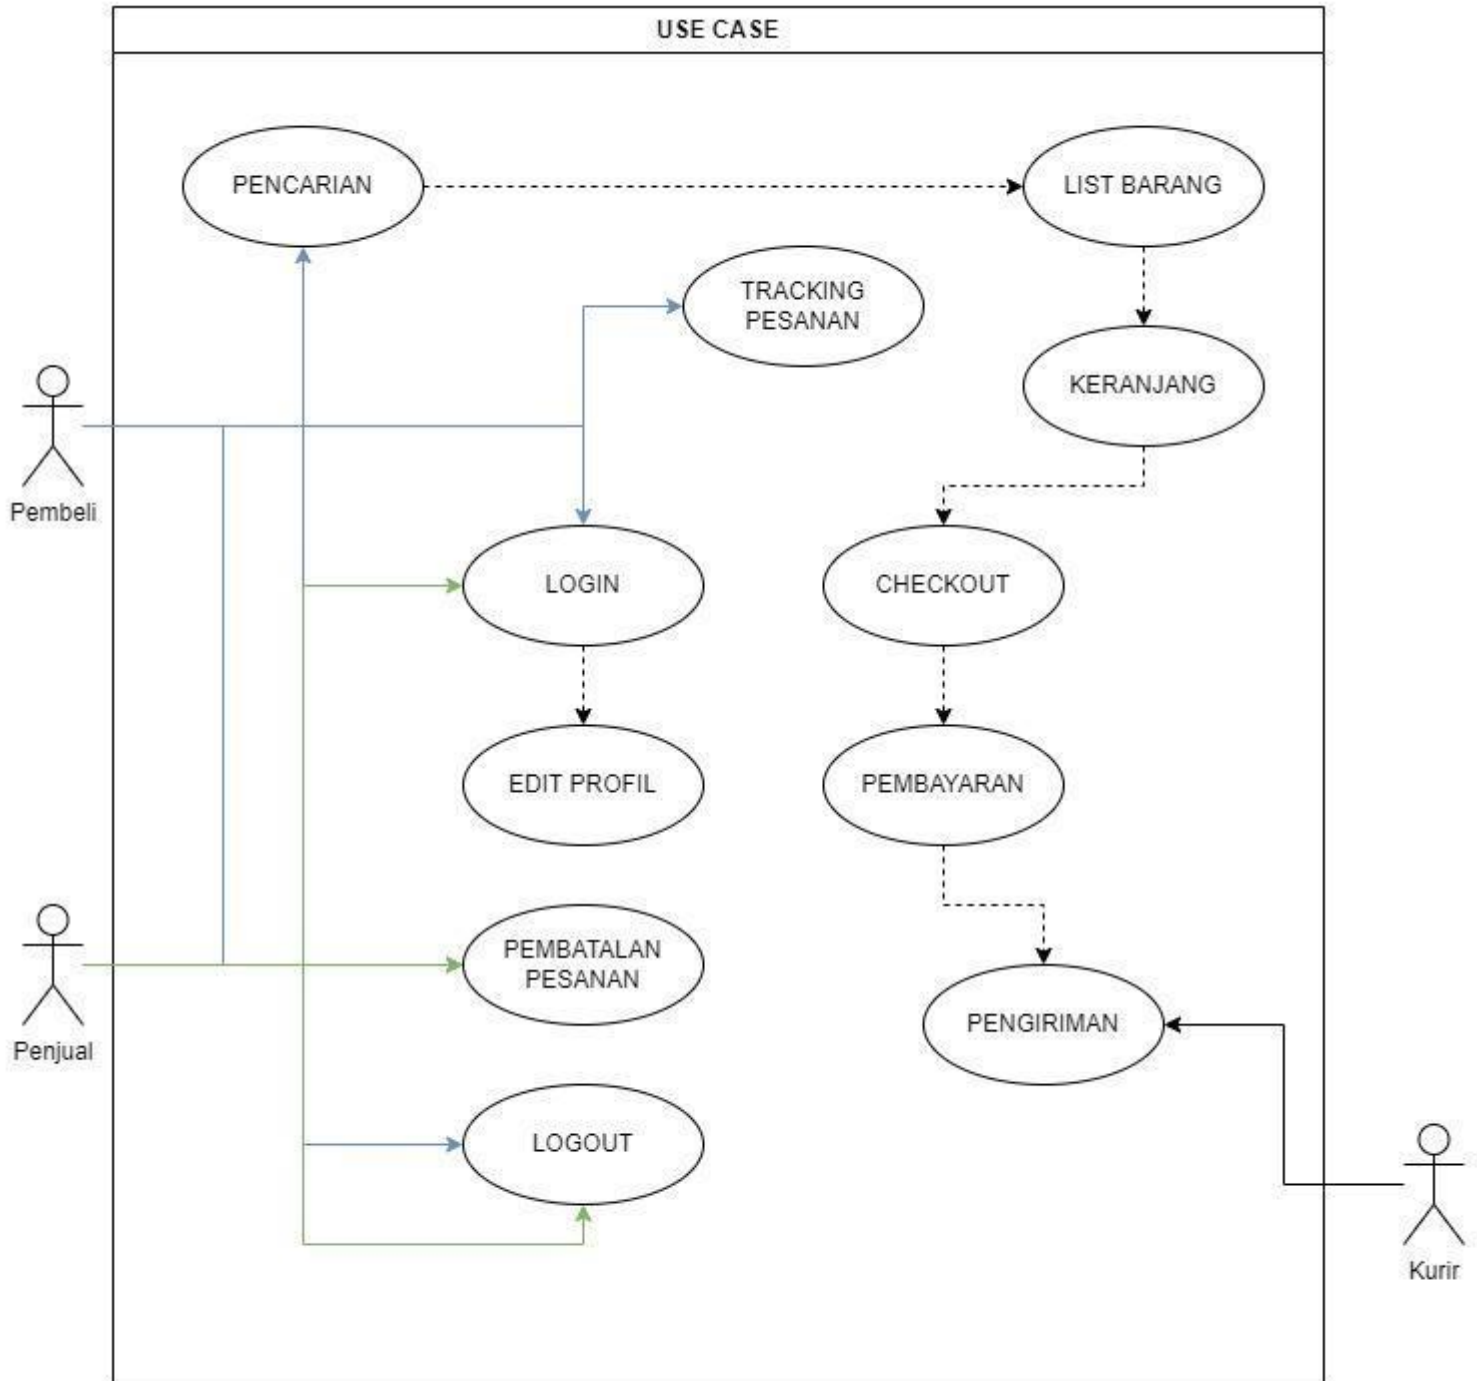 USE CASE
PENCARIAN
LIST BARANG
TRACKING
PESANAN
KERANJANG
Pembeli
LOGIN
CHECKOUT
EDIT PROFIL
PEMBAYARAN
PEMBATALAN
PESANAN
PENGIRIMAN
Penjual
LOGOUT
Kurir